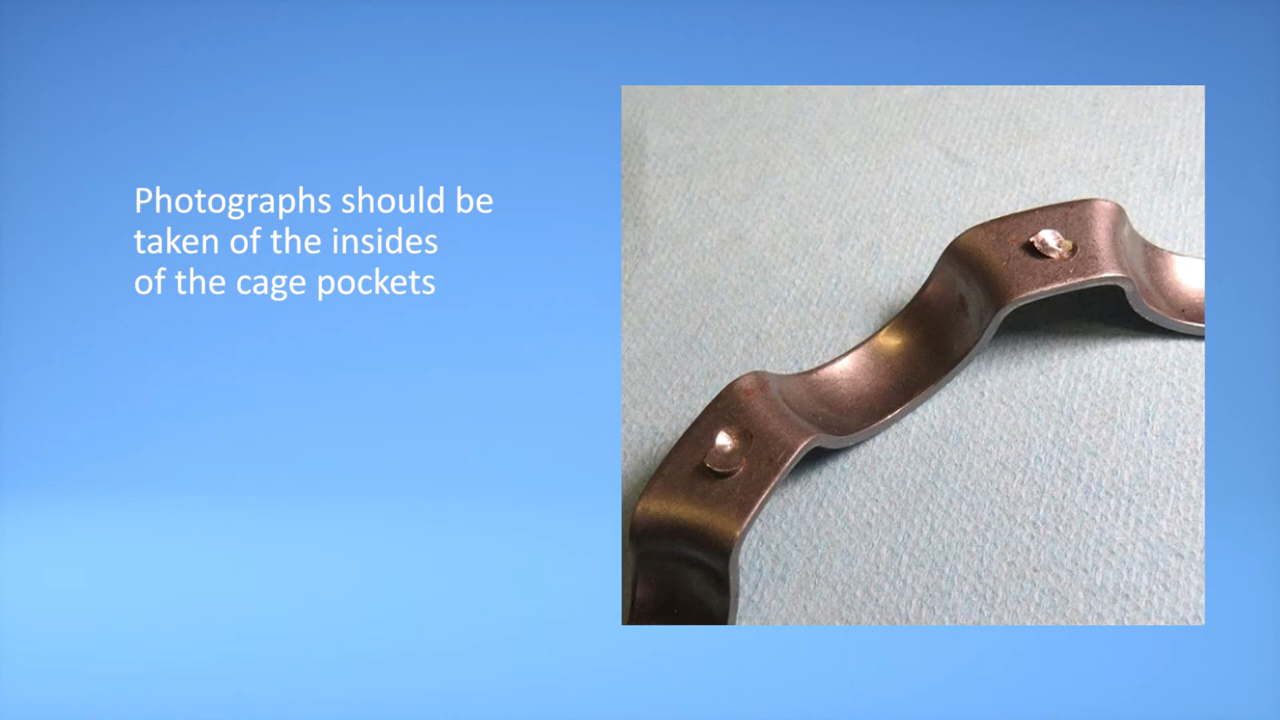 Photographs should be
taken of the insides
of the cage pockets